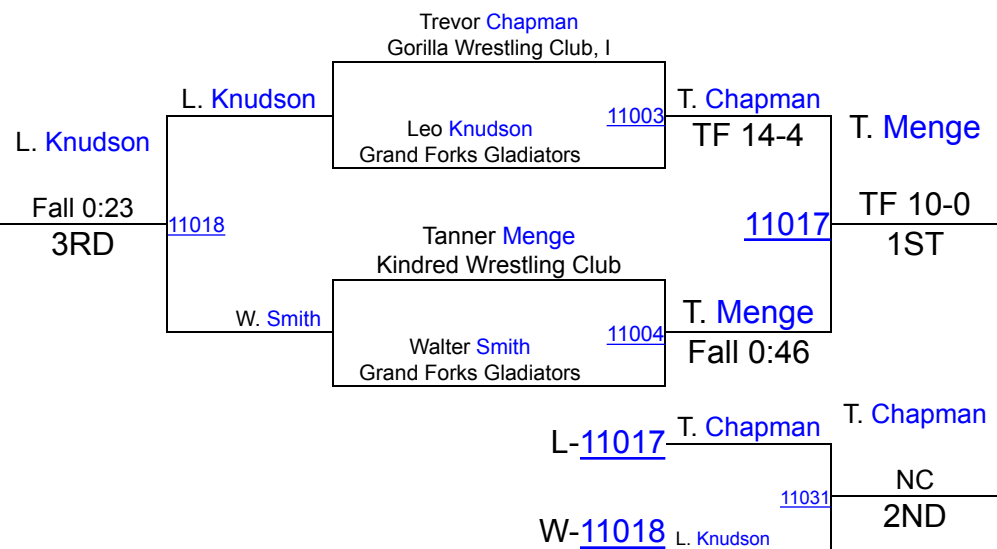 Trevor Chapman
Gorilla Wrestling Club, I
L. Knudson
11003
T. Chapman
TF 14-4
Leo Knudson
Grand Forks Gladiators
L. Knudson
Fall 0:23
3RD
11018
T. Menge
TF 10-0
1ST
11017
Tanner Menge
Kindred Wrestling Club
W. Smith
11004
T. Menge
Fall 0:46
Walter Smith
Grand Forks Gladiators
L-11017 T. Chapman
T. Chapman
NC
2ND
11031
W-11018 L. Knudson